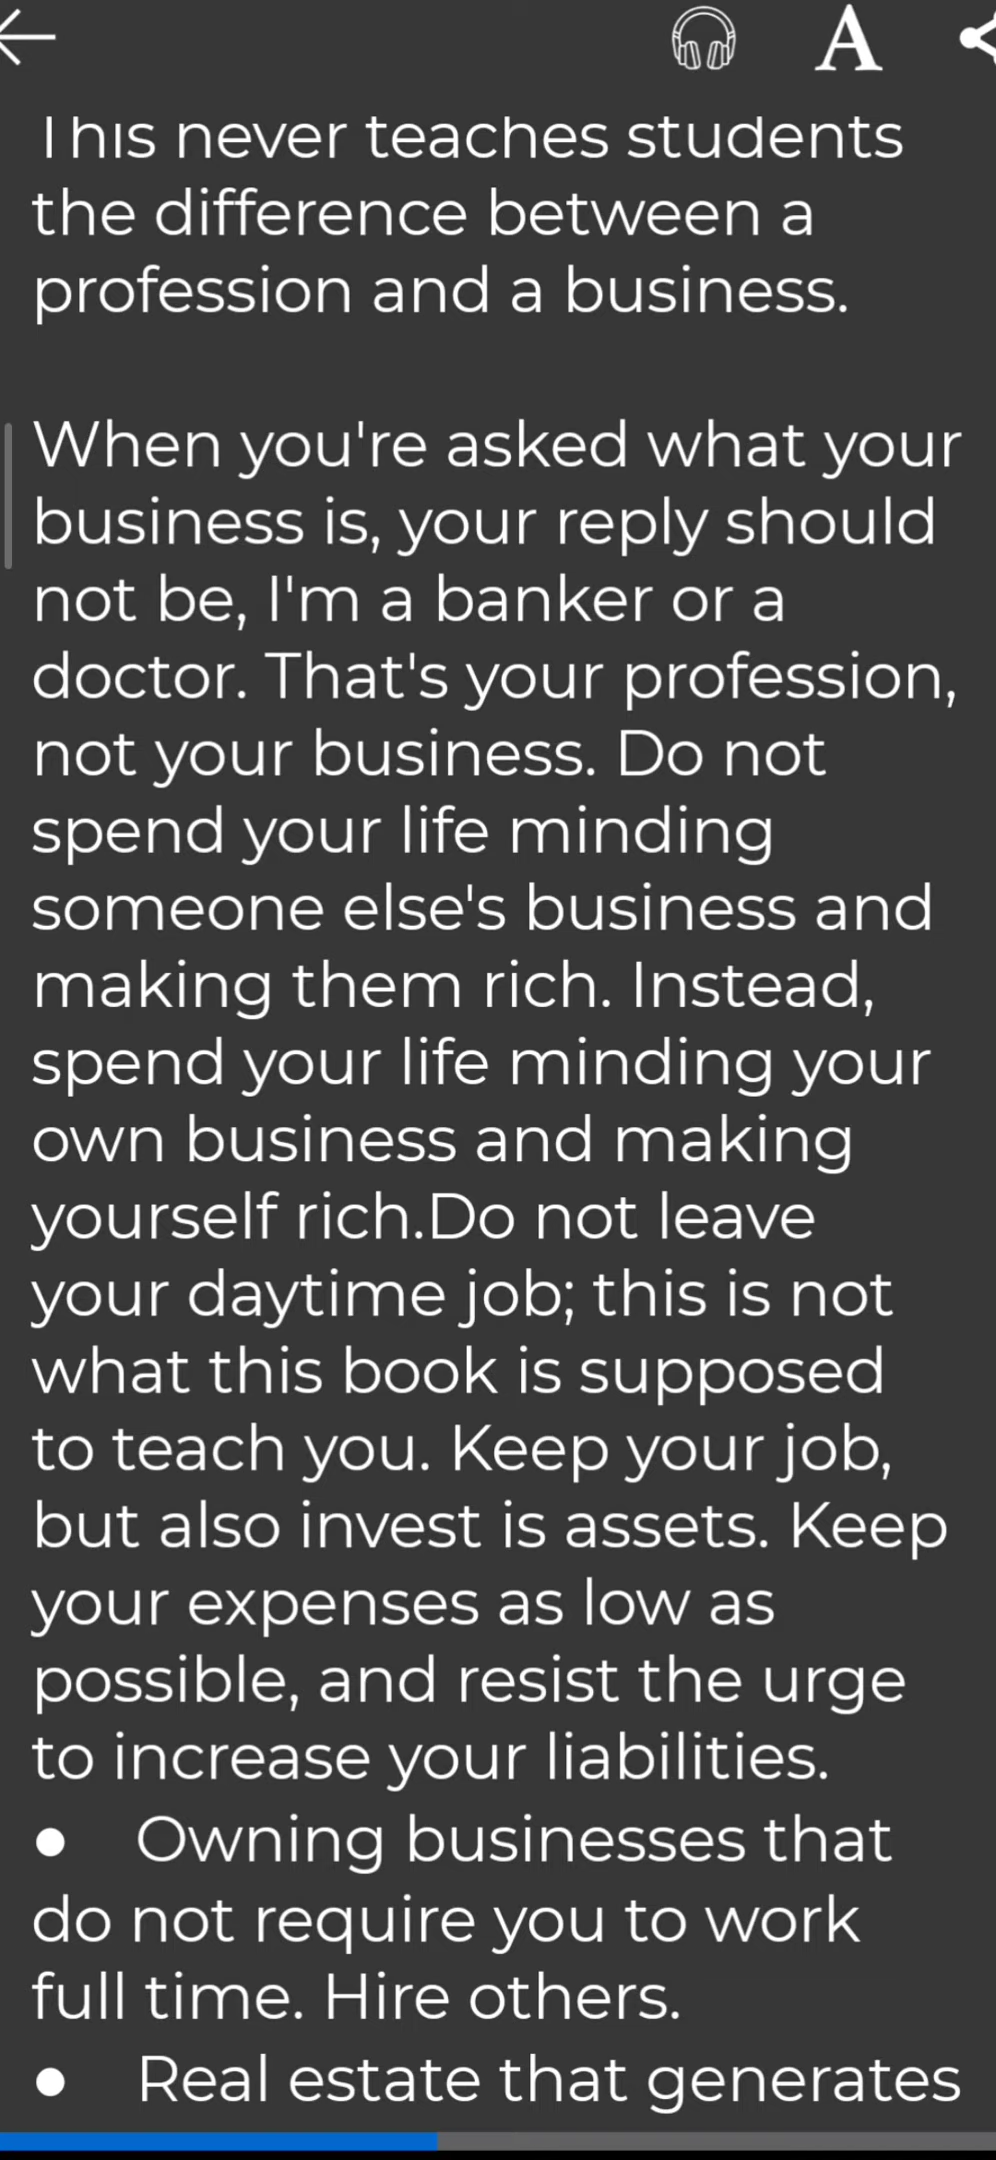 A
This never teaches students
the difference between a
profession and a business.
When you're asked what your
business is, your reply should
not be, I'm a banker or a
doctor. That's your profession,
not your business. Do not
spend your life minding
someone else's business and
making them rich. Instead,
spend your life minding your
own business and making
yourself rich.Do not leave
your daytime job; this is not
what this book is supposed
to teach you. Keep your job,
but also invest is assets. Keep
your expenses as low as
possible, and resist the urge
to increase your liabilities.
● Owning businesses that
do not require you to work
full time. Hire others.
● Real estate that generates